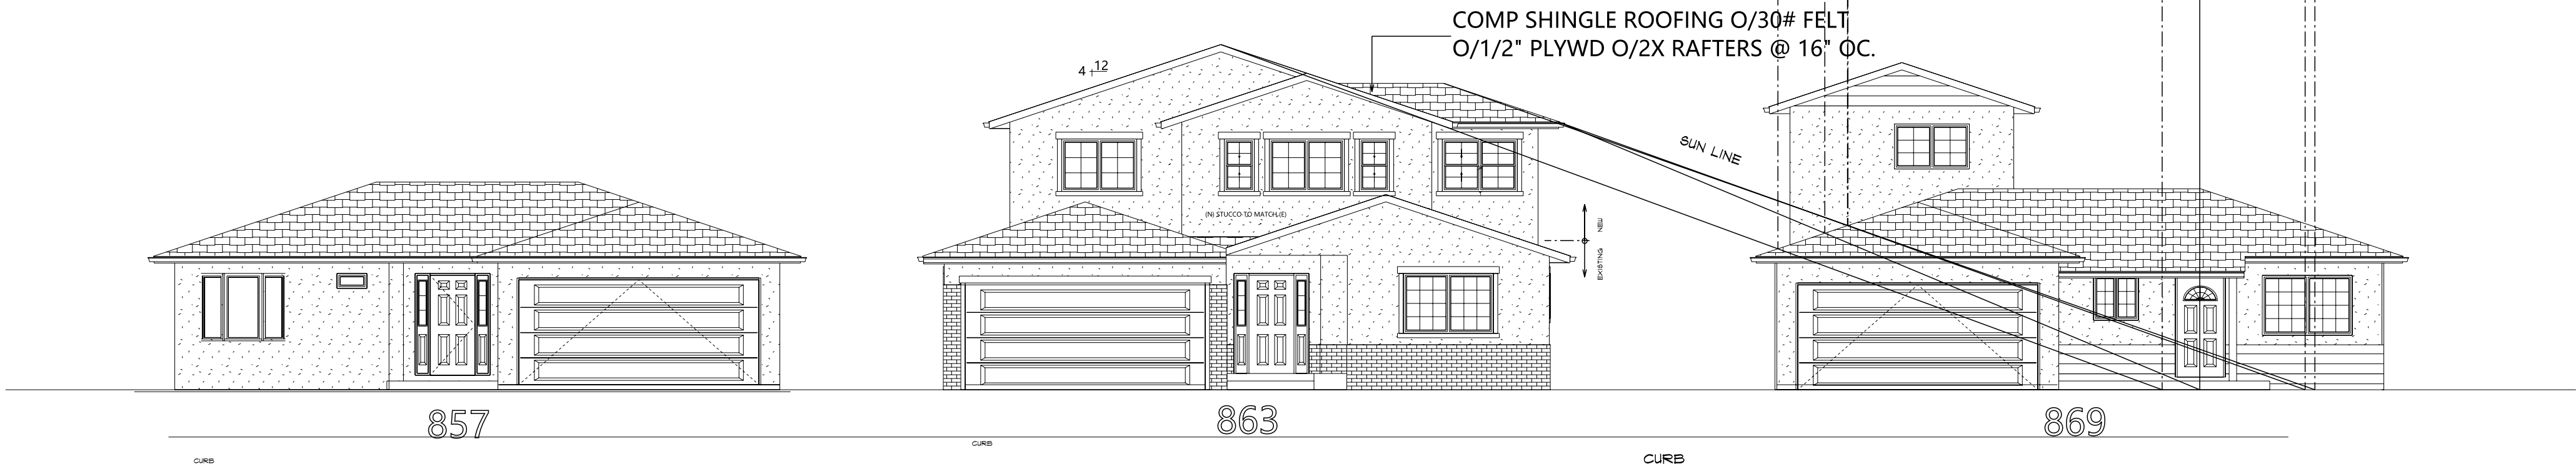 COMP SHINGLE ROOFING O/30# FELT
O/1/2" PLYWD O/2X RAFTERS @ 16" OC.
12
4
SUN LINE
(N) STUCCO TO MATCH (E)
NEW
EXISTING
857
863
869
CURB
CURB
CURB